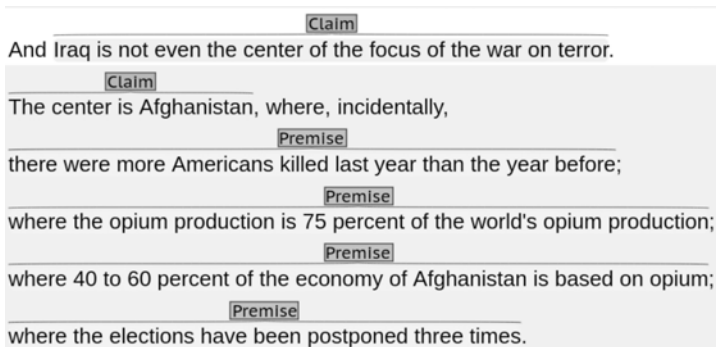 Claim
And Iraq is not even the center of the focus of the war on terror.
Claim
The center is Afghanistan, where, incidentally,
Premise
there were more Americans killed last year than the year before;
Premise
where the opium production is 75 percent of the world's opium production;
Premise
where 40 to 60 percent of the economy of Afghanistan is based on opium;
Premise
where the elections have been postponed three times.